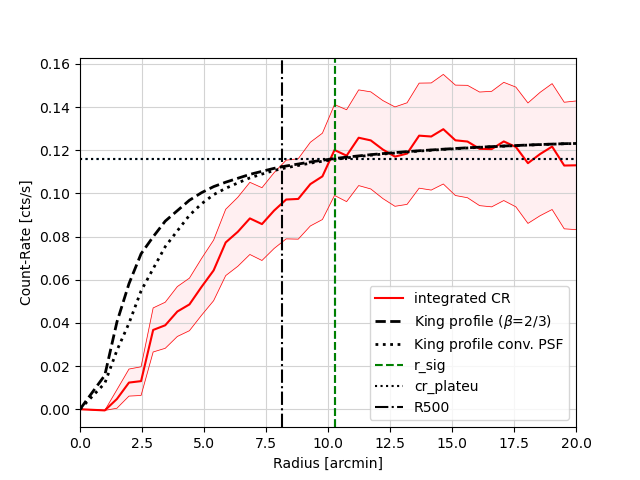 0.16
0.14
0.12
0.10
0.08
0.06
0.04
0.02
0.00
Count-Rate [cts/s]
integrated CR
King profile (β=2/3)
King profile conv. PSF
r_sig
cr_plateu
R500
0.0 2.5 5.0 7.5 10.0 12.5 15.0 17.5 20.0
Radius [arcmin]